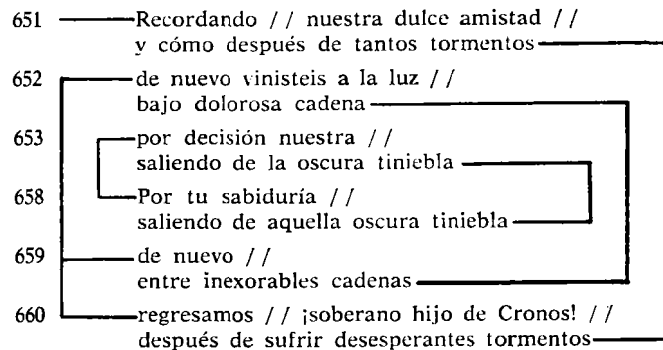 651 Recordando // nuestra dulce amistad //
y cómo después de tantos tormentos
652 de nuevo vinisteis a la luz //
bajo dolorosa cadena
653 por decisión nuestra //
saliendo de la oscura tiniebla
658 Por tu sabiduría //
saliendo de aquella oscura tiniebla
659 de nuevo //
entre inexorables cadenas
660 regresamos // ¡soberano hijo de Cronos! //
después de sufrir desesperantes tormentos